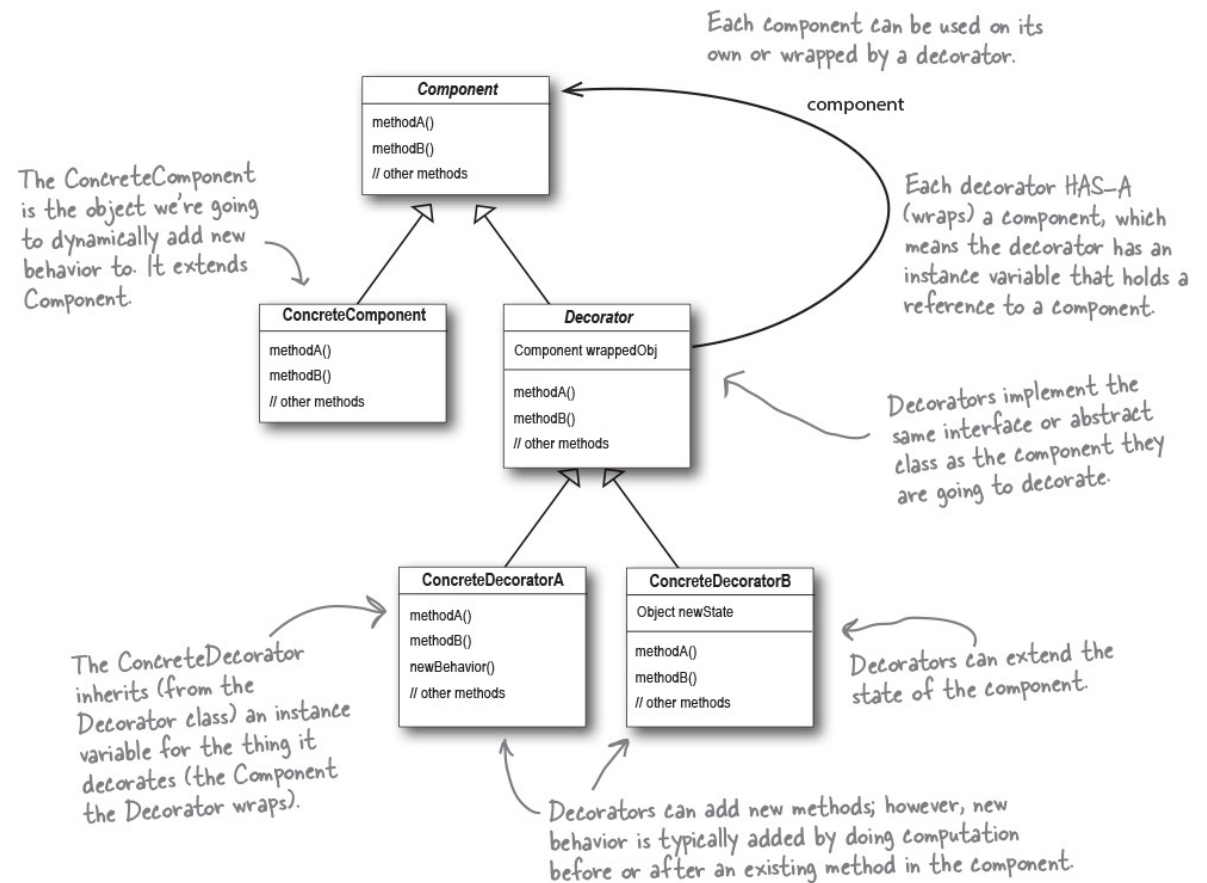 Each component can be used on its
own or wrapped by a decorator.
Component
methodA()
methodB()
// other methods
component
The ConcreteComponent
is the object we're going
to dynamically add new
behavior to. It extends
Component.
Each decorator HAS-A
(wraps) a component, which
means the decorator has an
instance variable that holds a
reference to a component.
ConcreteComponent
methodA()
methodB()
// other methods
Decorator
Component wrappedObj
methodA()
methodB()
// other methods
Decorators implement the
same interface or abstract
class as the component they
are going to decorate.
ConcreteDecoratorA
methodA()
methodB()
newBehavior()
// other methods
ConcreteDecoratorB
Object newState
methodA()
methodB()
// other methods
The ConcreteDecorator
inherits (from the
Decorator class) an instance
variable for the thing it
decorates (the Component
the Decorator wraps).
Decorators can extend the
state of the component.
Decorators can add new methods; however, new
behavior is typically added by doing computation
before or after an existing method in the component.